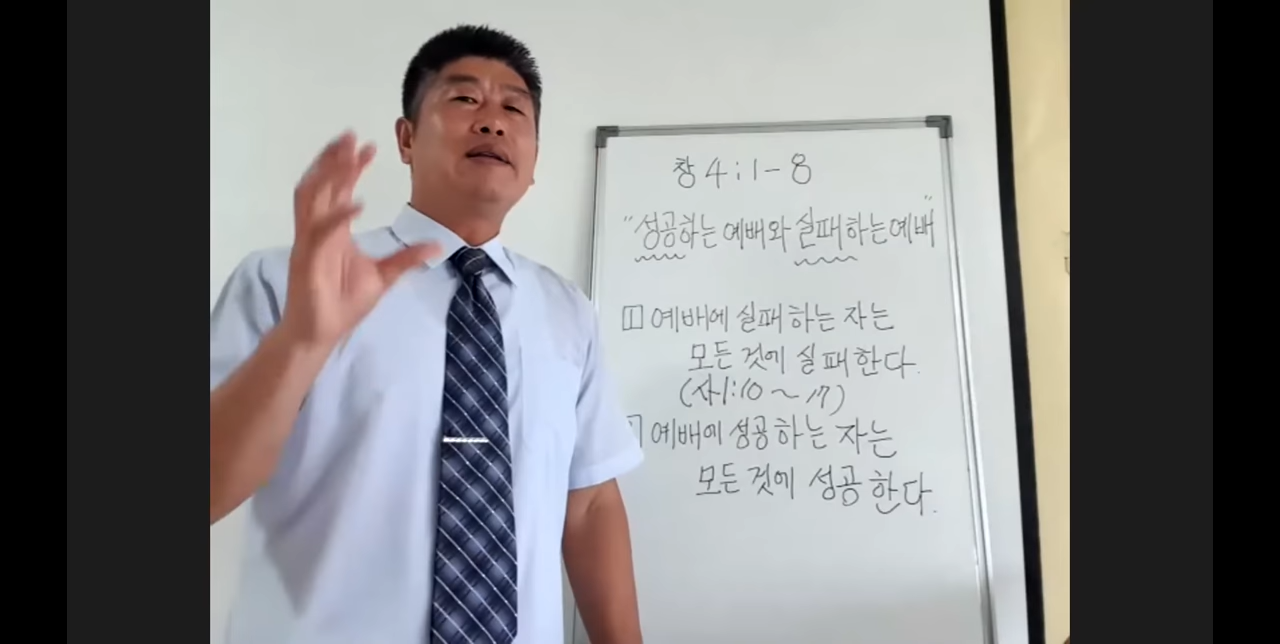 창 4:1-8
"성공하는 예배와 실패하는예배"
1 예배에 실패하는 자는
모든 것에 실패한다.
(사1:10~17)
예배에 성공하는 자는
모든 것에 성공한다.